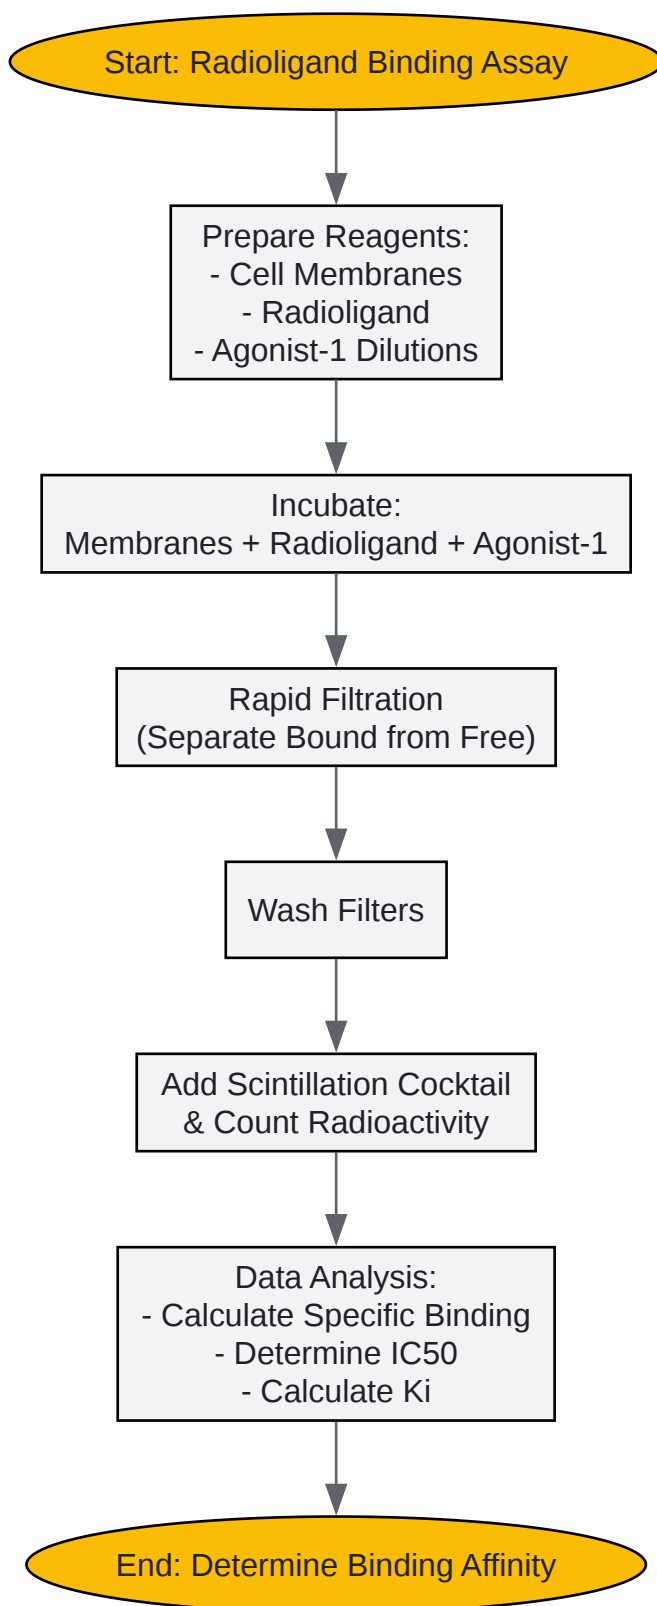 Start: Radioligand Binding Assay
Prepare Reagents:
- Cell Membranes
- Radioligand
- Agonist-1 Dilutions
Incubate:
Membranes + Radioligand + Agonist-1
Rapid Filtration
(Separate Bound from Free)
Wash Filters
Add Scintillation Cocktail
& Count Radioactivity
Data Analysis:
- Calculate Specific Binding
- Determine IC50
- Calculate Ki
End: Determine Binding Affinity